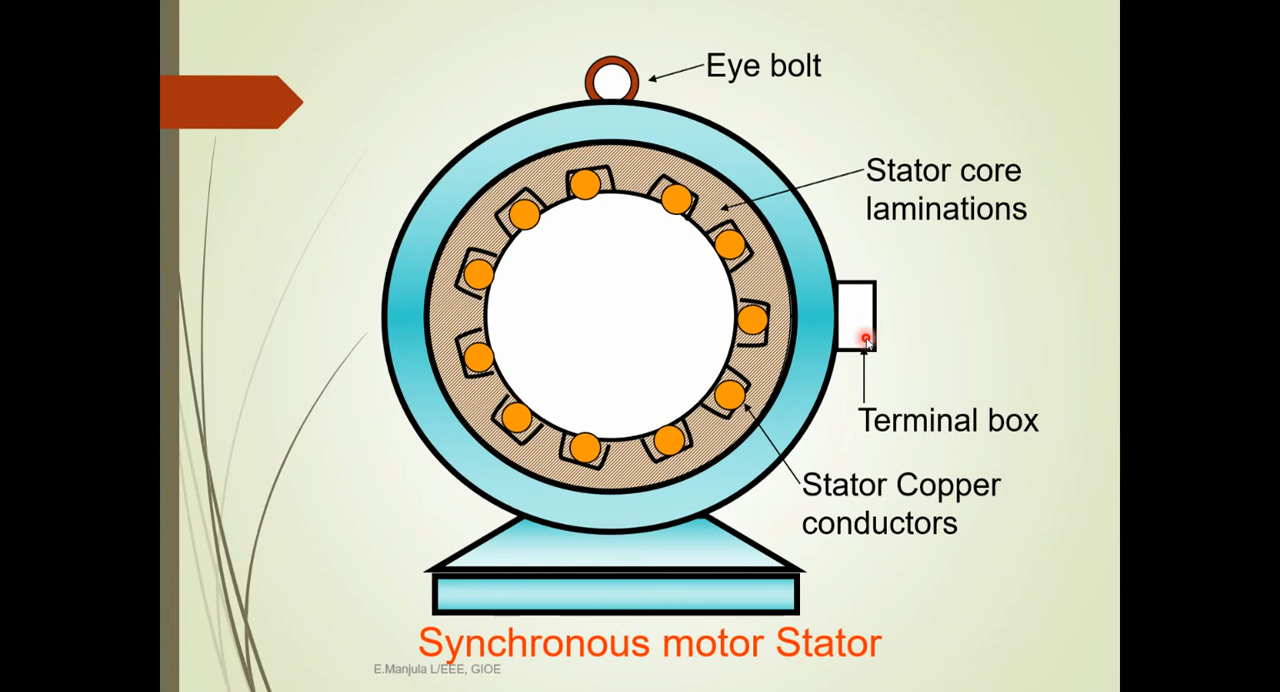 Eye bolt
Stator core
laminations
Terminal box
Stator Copper
conductors
Synchronous motor Stator
E.Manjula L/EEE, GIOE